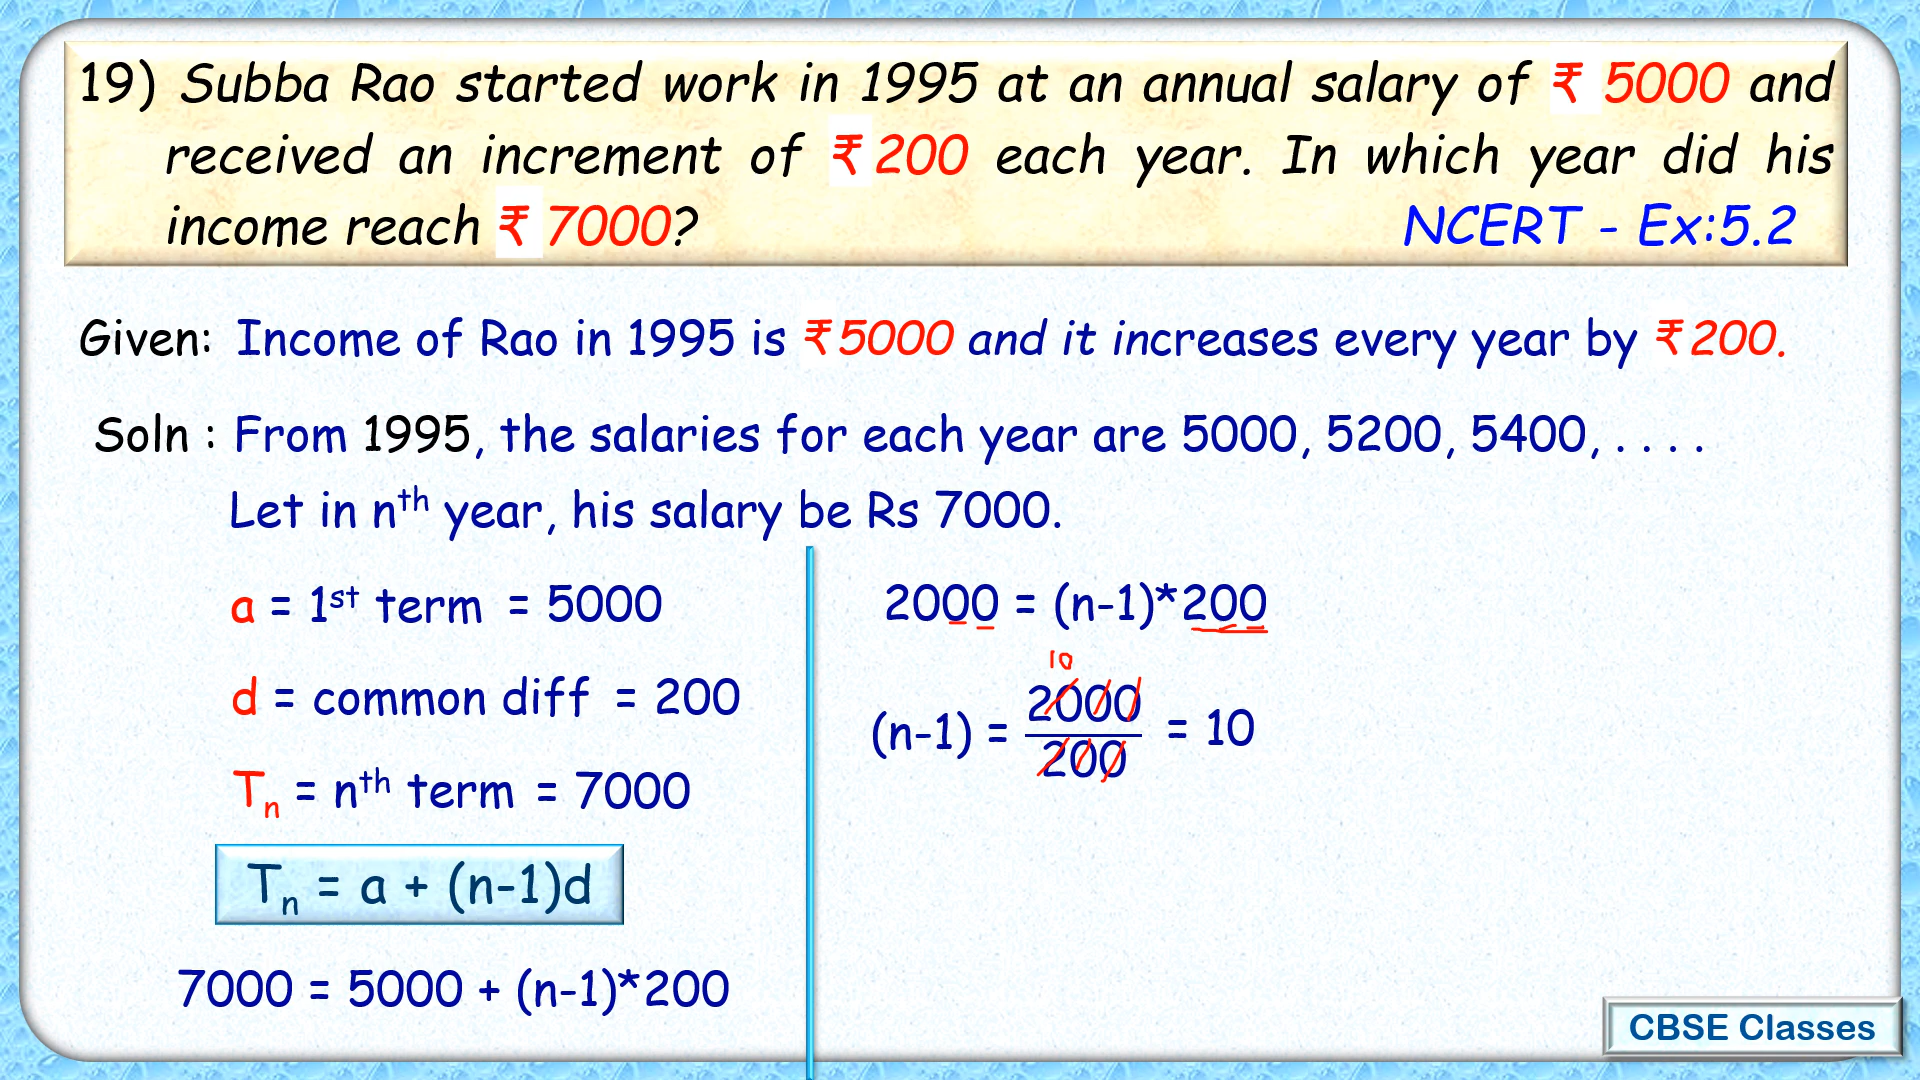 19) Subba Rao started work in 1995 at an annual salary of ₹ 5000 and
received an increment of ₹ 200 each year. In which year did his
income reach ₹ 7000? NCERT - Ex:5.2
Given: Income of Rao in 1995 is ₹5000 and it increases every year by ₹200.
Soln : From 1995, the salaries for each year are 5000, 5200, 5400, . . . .
Let in nth year, his salary be Rs 7000.
a = 1st term = 5000
d = common diff = 200
Tn = nth term = 7000
Tn = a + (n-1)d
7000 = 5000 + (n-1)*200
2000 = (n-1)*200
10
(n-1) = 2000/200 = 10
CBSE Classes